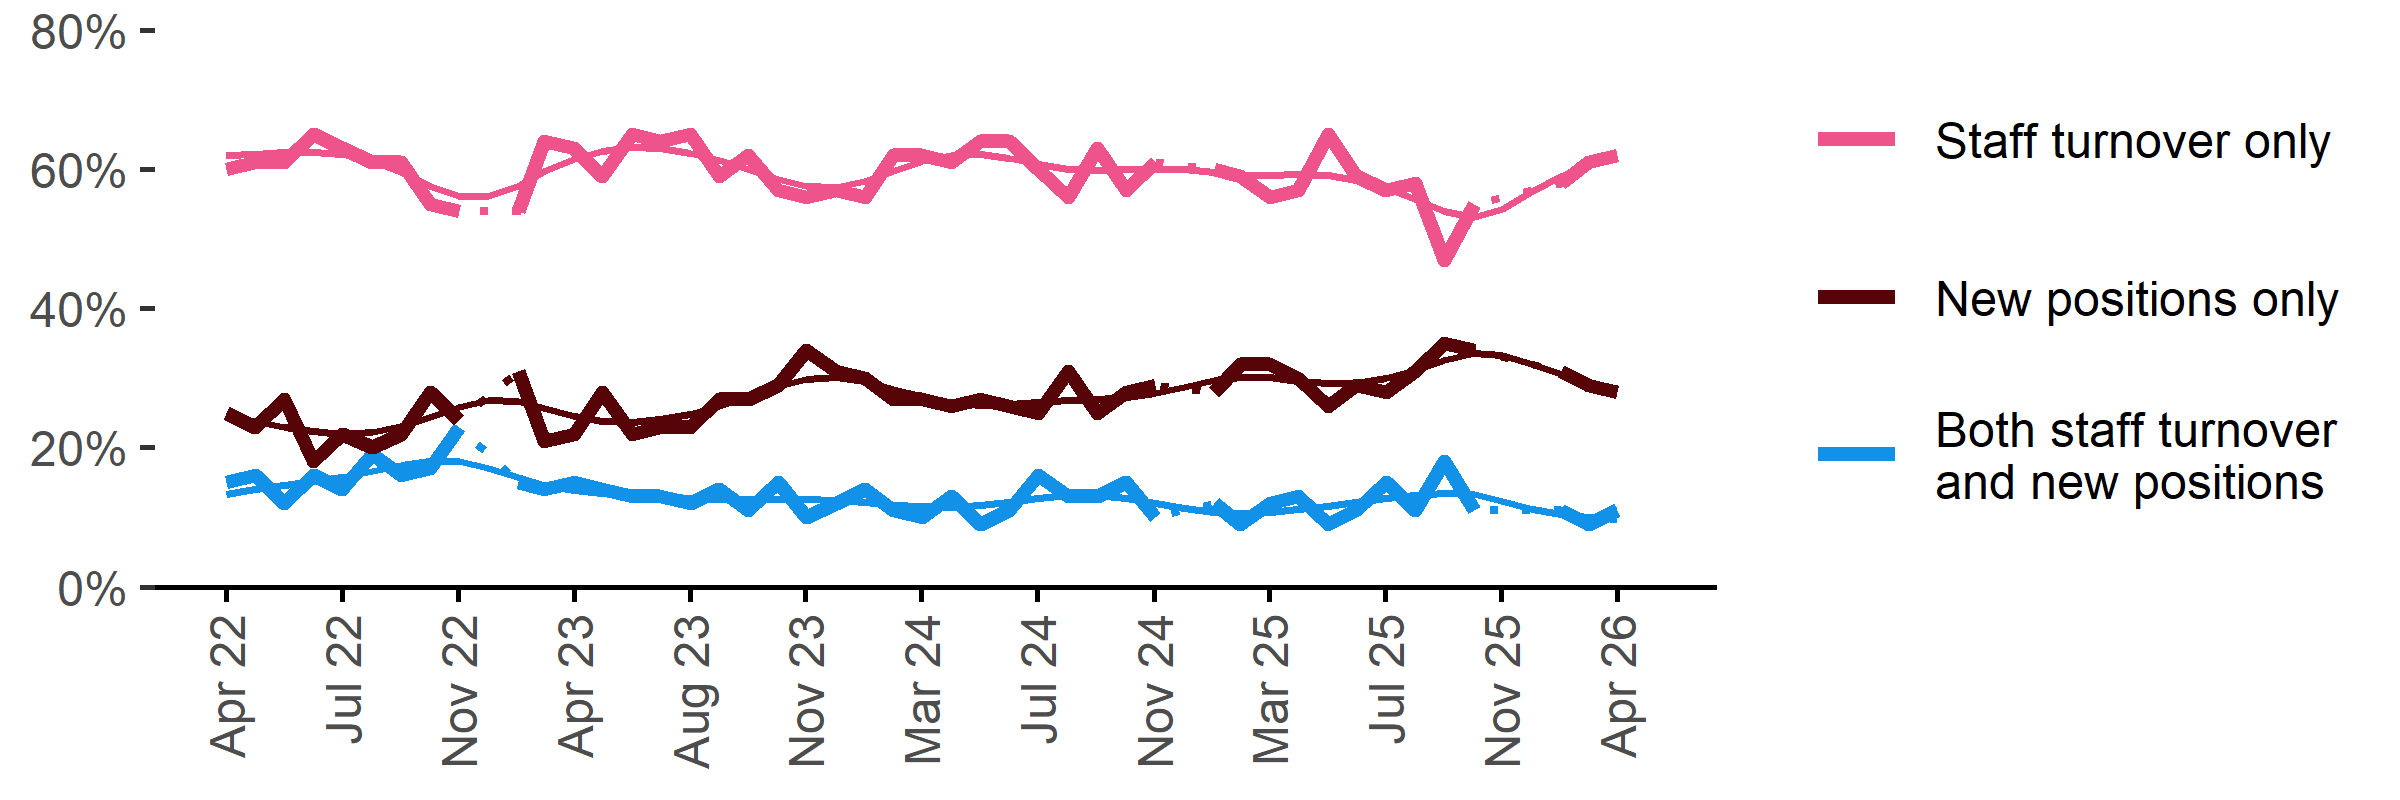 80%
60%
40%
20%
0%
Apr 22
Jul 22
Nov 22
Apr 23
Aug 23
Nov 23
Mar 24
Jul 24
Nov 24
Mar 25
Jul 25
Nov 25
Apr 26
Staff turnover only
New positions only
Both staff turnover
and new positions